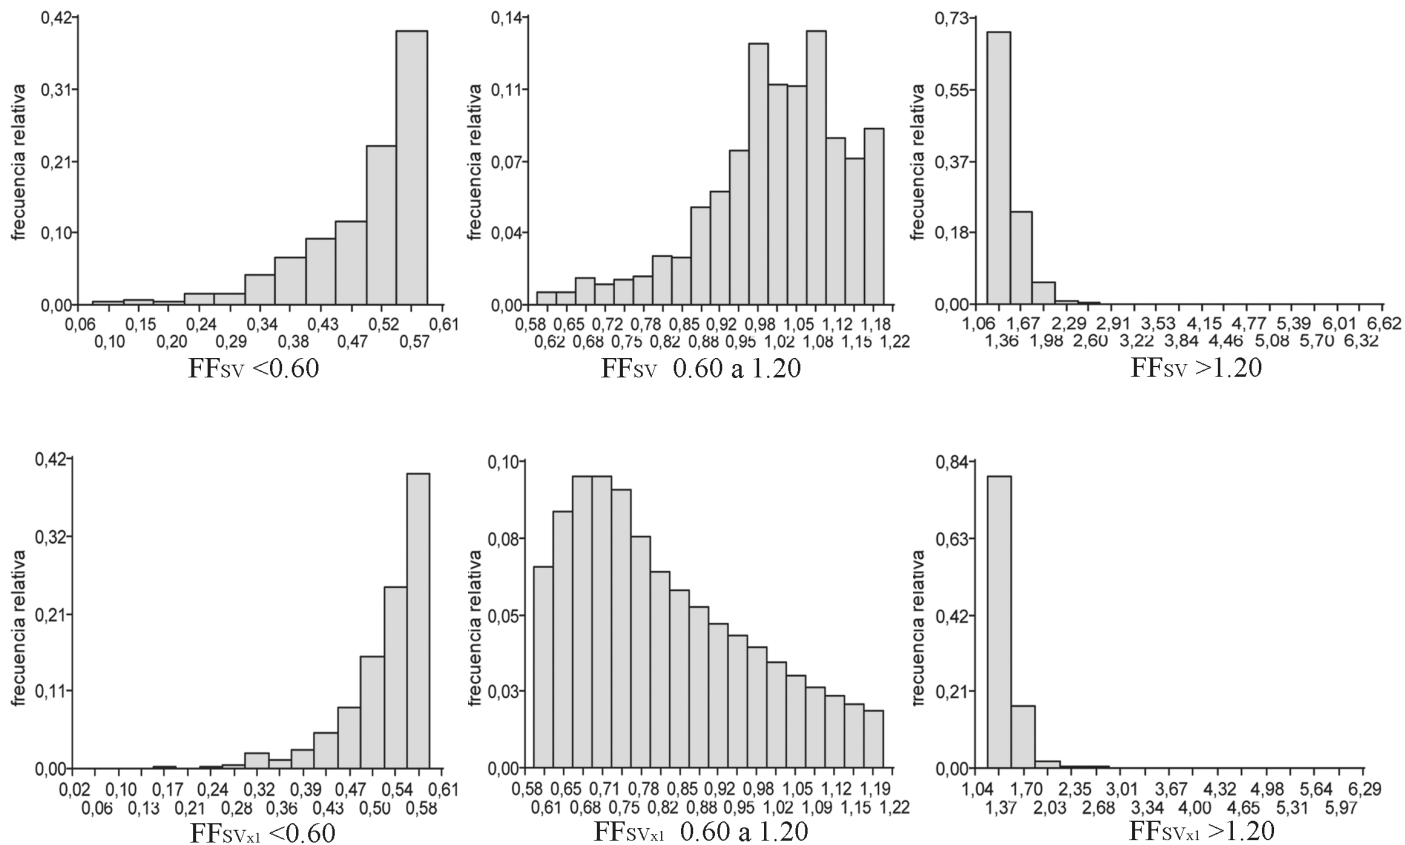 frecuencia relativa
0,42
0,31
0,21
0,10
0,00
0,06 0,15 0,24 0,34 0,43 0,52 0,61
0,10 0,20 0,29 0,38 0,47 0,57
FFSV <0.60
frecuencia relativa
0,14
0,11
0,07
0,04
0,00
0,58 0,65 0,72 0,78 0,85 0,92 0,98 1,05 1,12 1,18
0,62 0,68 0,75 0,82 0,88 0,95 1,02 1,08 1,15 1,22
FFSV 0.60 a 1.20
frecuencia relativa
0,73
0,55
0,37
0,18
0,00
1,06 1,67 2,29 2,91 3,53 4,15 4,77 5,39 6,01 6,62
1,36 1,98 2,60 3,22 3,84 4,46 5,08 5,70 6,32
FFSV >1.20
frecuencia relativa
0,42
0,32
0,21
0,11
0,00
0,02 0,10 0,17 0,24 0,32 0,39 0,47 0,54 0,61
0,06 0,13 0,21 0,28 0,36 0,43 0,50 0,58
FFSVx1 <0.60
frecuencia relativa
0,10
0,08
0,05
0,03
0,00
0,58 0,65 0,71 0,78 0,85 0,92 0,98 1,05 1,12 1,19
0,61 0,68 0,75 0,82 0,88 0,95 1,02 1,09 1,15 1,22
FFSVx1 0.60 a 1.20
frecuencia relativa
0,84
0,63
0,42
0,21
0,00
1,04 1,70 2,35 3,01 3,67 4,32 4,98 5,64 6,29
1,37 2,03 2,68 3,34 4,00 4,65 5,31 5,97
FFSVx1 >1.20